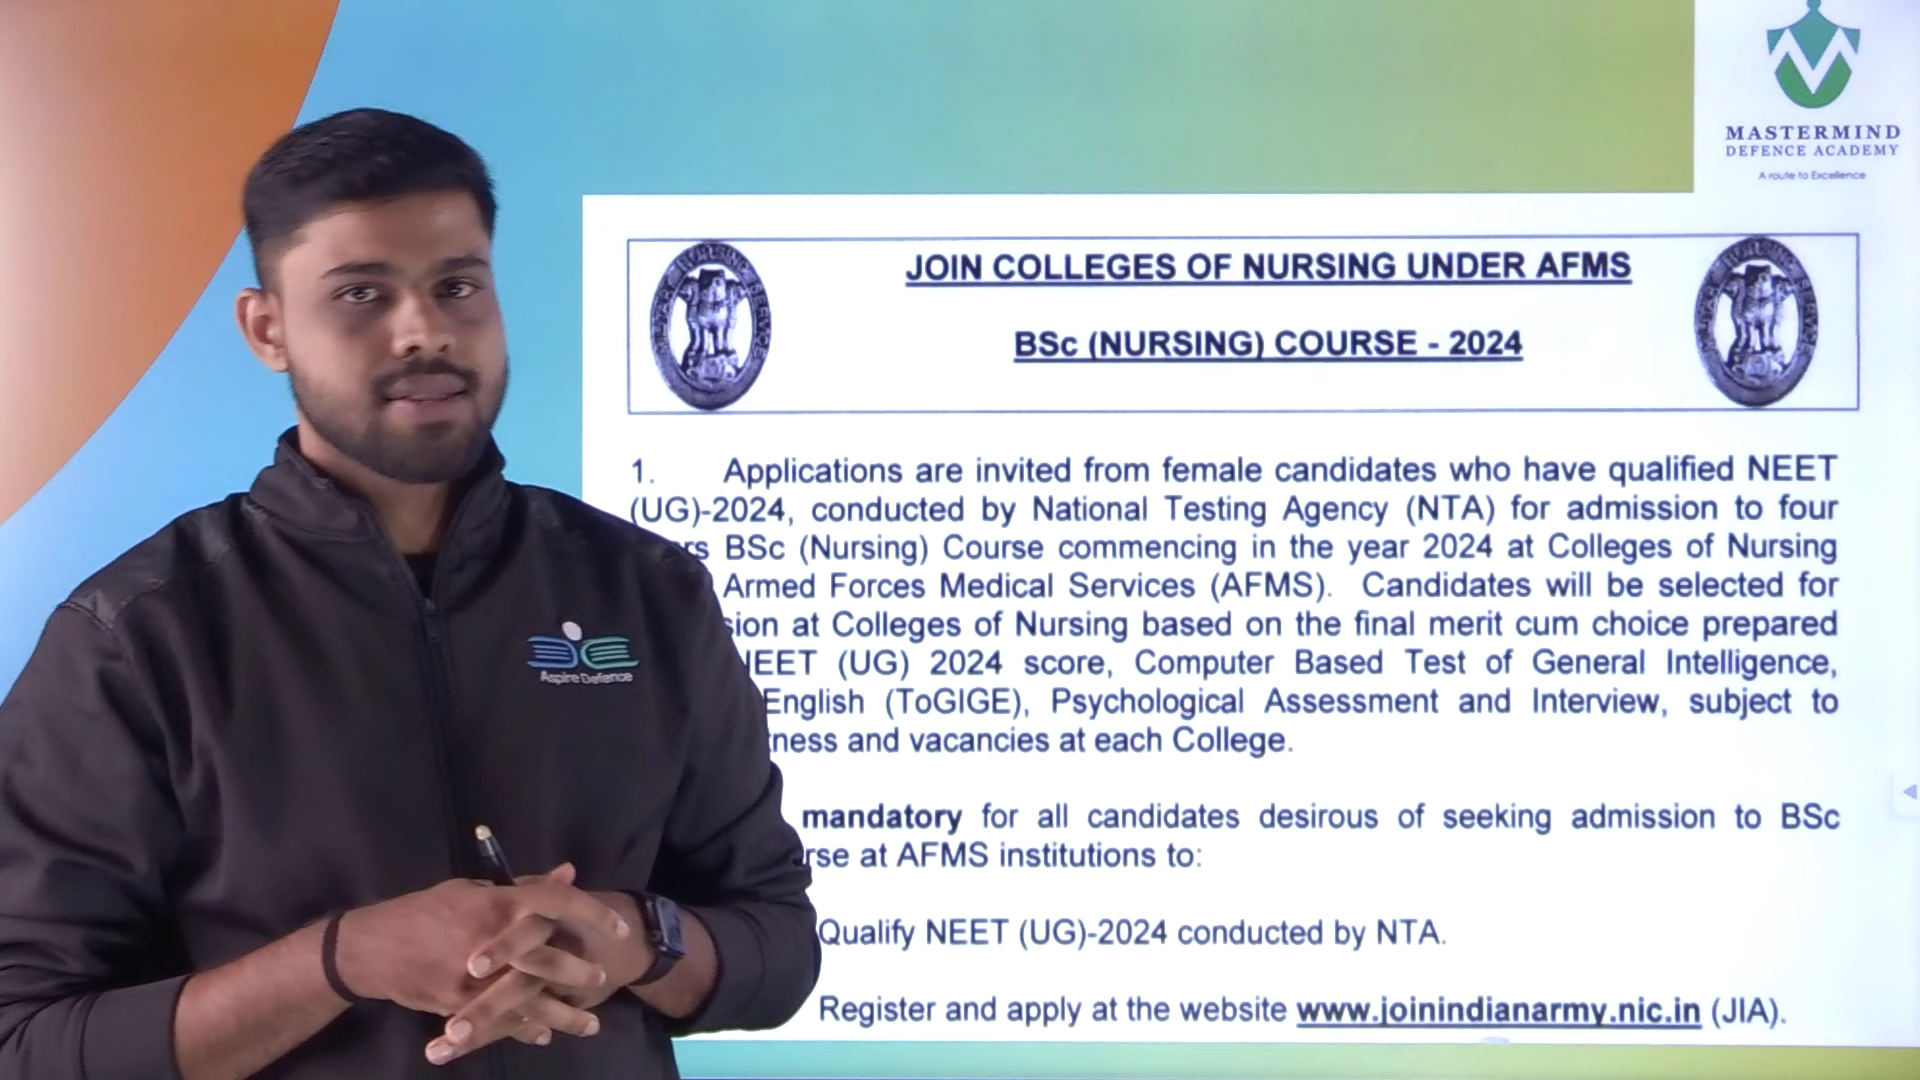 MASTERMIND
DEFENCE ACADEMY
A route to Excellence
JOIN COLLEGES OF NURSING UNDER AFMS
BSc (NURSING) COURSE - 2024
1. Applications are invited from female candidates who have qualified NEET
(UG)-2024, conducted by National Testing Agency (NTA) for admission to four
rs BSc (Nursing) Course commencing in the year 2024 at Colleges of Nursing
Armed Forces Medical Services (AFMS). Candidates will be selected for
sion at Colleges of Nursing based on the final merit cum choice prepared
NEET (UG) 2024 score, Computer Based Test of General Intelligence,
English (ToGIGE), Psychological Assessment and Interview, subject to
tness and vacancies at each College.
mandatory for all candidates desirous of seeking admission to BSc
rse at AFMS institutions to:
Qualify NEET (UG)-2024 conducted by NTA.
Register and apply at the website www.joinindianarmy.nic.in (JIA).
Aspire Defence